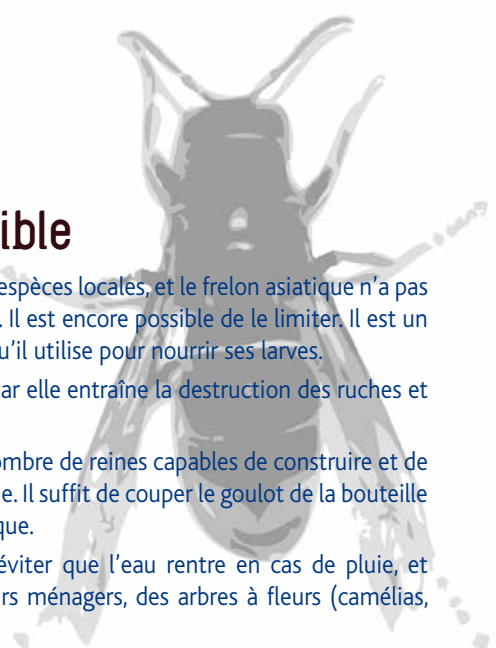 ible
espèces locales, et le frelon asiatique n'a pas
. Il est encore possible de le limiter. Il est un
u'il utilise pour nourrir ses larves.
car elle entraîne la destruction des ruches et
ombre de reines capables de construire et de
e. Il suffit de couper le goulot de la bouteille
que.
éviter que l'eau rentre en cas de pluie, et
rs ménagers, des arbres à fleurs (camélias,